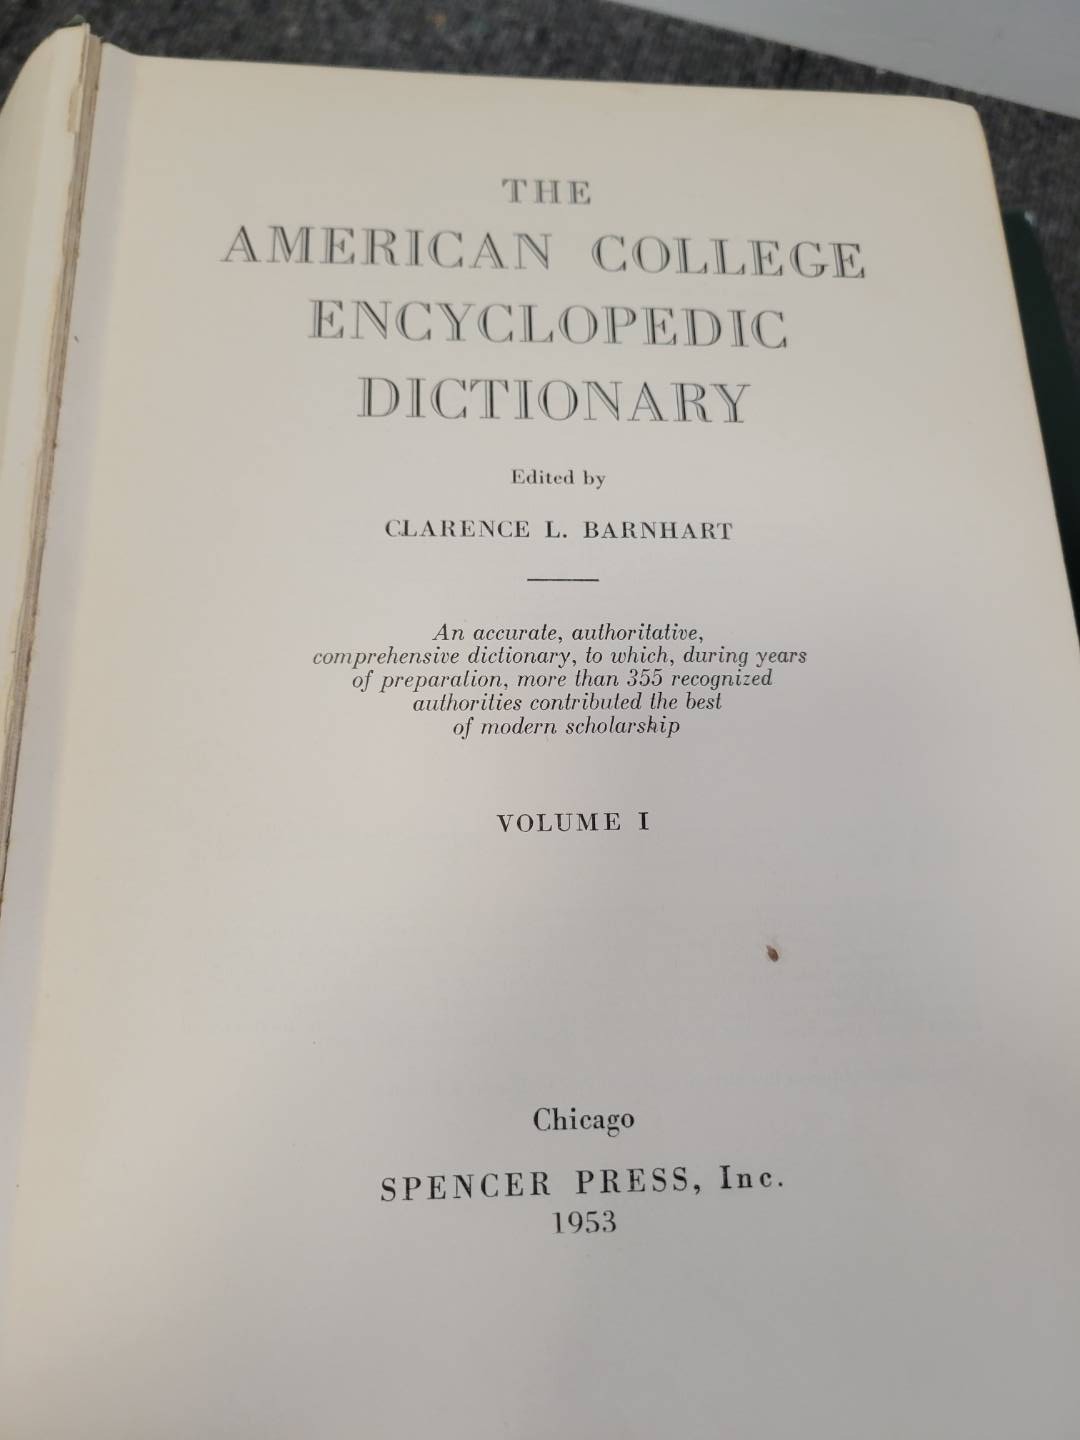 THE
AMERICAN COLLEGE
ENCYCLOPEDIC
DICTIONARY
Edited by
CLARENCE L. BARNHART
An accurate, authoritative,
comprehensive dictionary, to which, during years
of preparation, more than 355 recognized
authorities contributed the best
of modern scholarship
VOLUME I
Chicago
SPENCER PRESS, Inc.
1953